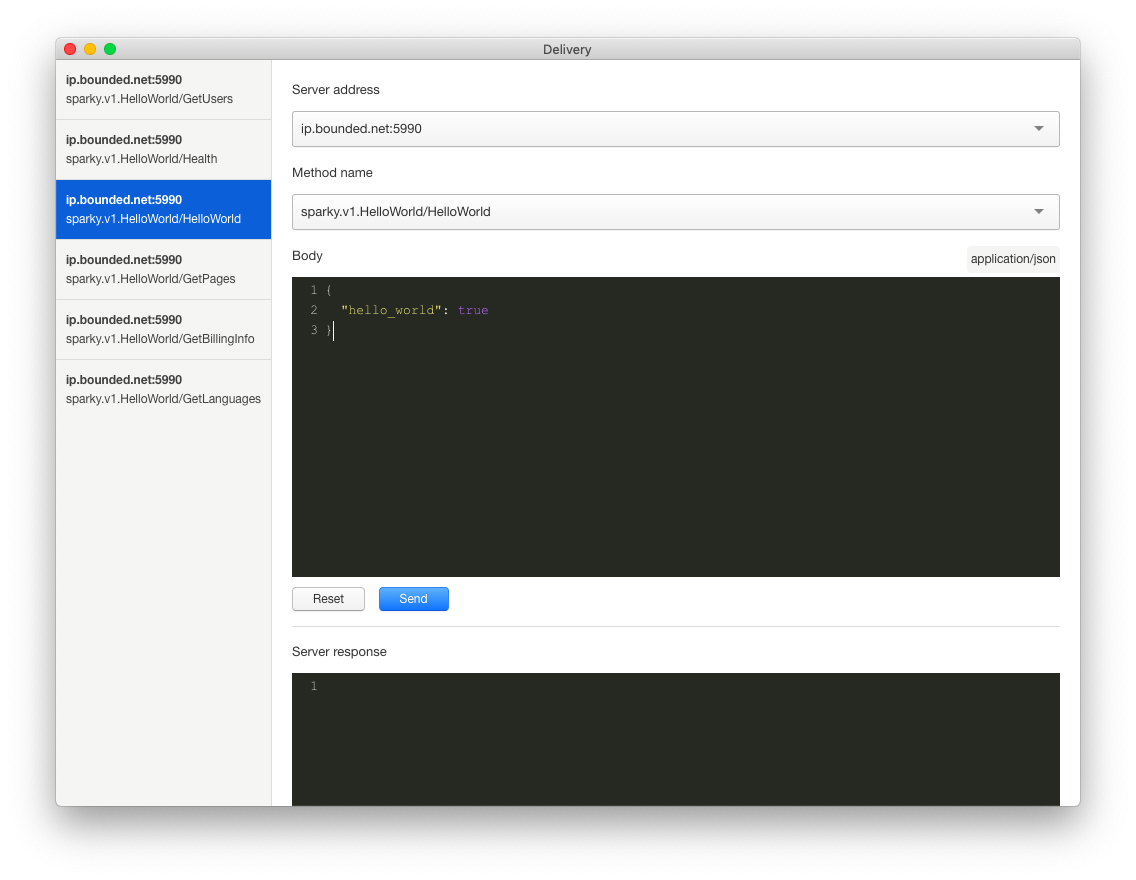 Delivery
ip.bounded.net:5990
sparky.v1.HelloWorld/GetUsers
ip.bounded.net:5990
sparky.v1.HelloWorld/Health
ip.bounded.net:5990
sparky.v1.HelloWorld/HelloWorld
ip.bounded.net:5990
sparky.v1.HelloWorld/GetPages
ip.bounded.net:5990
sparky.v1.HelloWorld/GetBillingInfo
ip.bounded.net:5990
sparky.v1.HelloWorld/GetLanguages
Server address
ip.bounded.net:5990
Method name
sparky.v1.HelloWorld/HelloWorld
Body
application/json
1 {
2 "hello_world": true
3 }
Reset Send
Server response
1